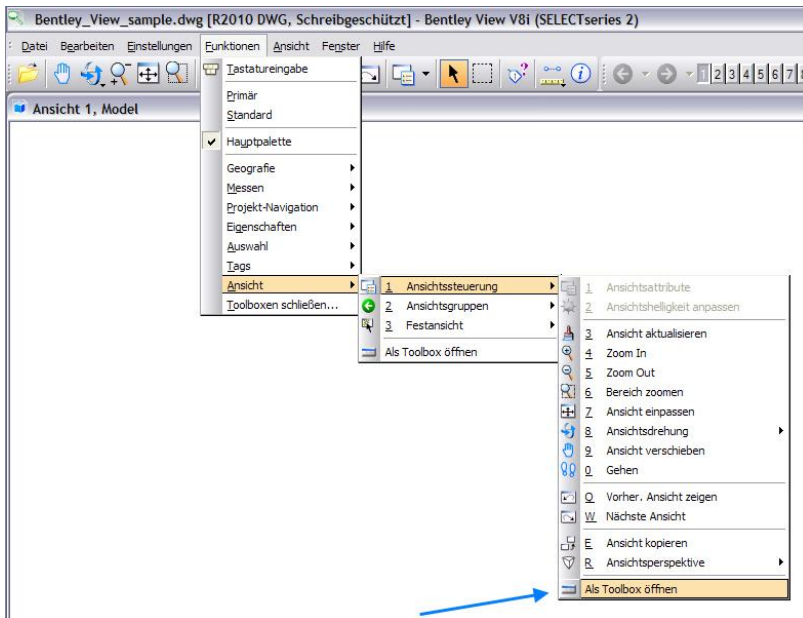 Bentley_View_sample.dwg [R2010 DWG, Schreibgeschützt] - Bentley View V8i (SELECTseries 2)
Datei Bearbeiten Einstellungen Funktionen Ansicht Fenster Hilfe
1 2 3 4 5 6 7 8
Ansicht 1, Model
Tastatureingabe
Primär
Standard
Hauptpalette
Geografie
Messen
Projekt-Navigation
Eigenschaften
Auswahl
Tags
Ansicht
Toolboxen schließen...
1 Ansichtssteuerung
2 Ansichtsgruppen
3 Festansicht
Als Toolbox öffnen
1 Ansichtsattribute
2 Ansichtshelligkeit anpassen
3 Ansicht aktualisieren
4 Zoom In
5 Zoom Out
6 Bereich zoomen
7 Ansicht einpassen
8 Ansichtsdrehung
9 Ansicht verschieben
0 Gehen
Q Vorher. Ansicht zeigen
W Nächste Ansicht
E Ansicht kopieren
R Ansichtsperspektive
Als Toolbox öffnen